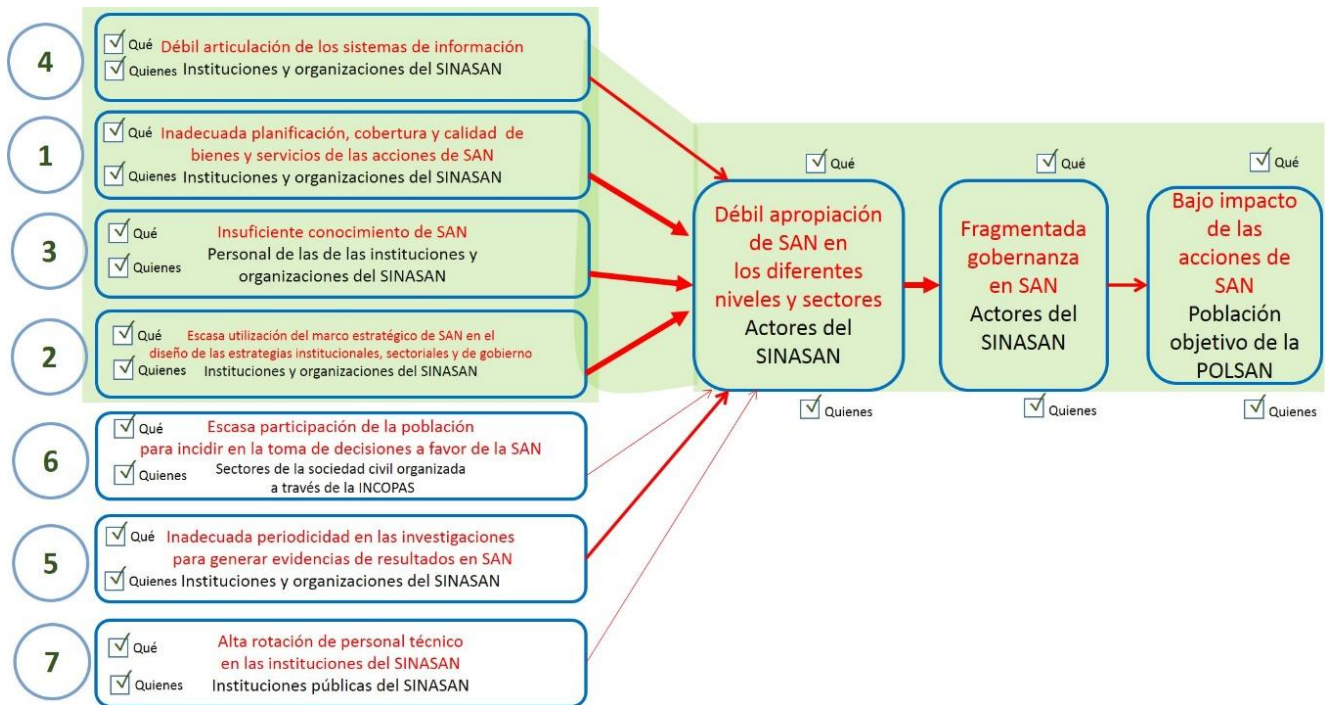 4
Qué Débil articulación de los sistemas de información
Quienes Instituciones y organizaciones del SINASAN
1
Qué Inadecuada planificación, cobertura y calidad de
bienes y servicios de las acciones de SAN
Quienes Instituciones y organizaciones del SINASAN
3
Qué Insuficiente conocimiento de SAN
Quienes Personal de las de las instituciones y
organizaciones del SINASAN
2
Qué Escasa utilización del marco estratégico de SAN en el
diseño de las estrategias institucionales, sectoriales y de gobierno
Quienes Instituciones y organizaciones del SINASAN
6
Qué Escasa participación de la población
para incidir en la toma de decisiones a favor de la SAN
Quienes Sectores de la sociedad civil organizada
a través de la INCOPAS
5
Qué Inadecuada periodicidad en las investigaciones
para generar evidencias de resultados en SAN
Quienes Instituciones y organizaciones del SINASAN
7
Qué Alta rotación de personal técnico
en las instituciones del SINASAN
Quienes Instituciones públicas del SINASAN
Qué
Débil apropiación
de SAN en
los diferentes
niveles y sectores
Actores del
SINASAN
Quienes
Qué
Fragmentada
gobernanza
en SAN
Actores del
SINASAN
Quienes
Qué
Bajo impacto
de las
acciones de
SAN
Población
objetivo de la
POLSAN
Quienes